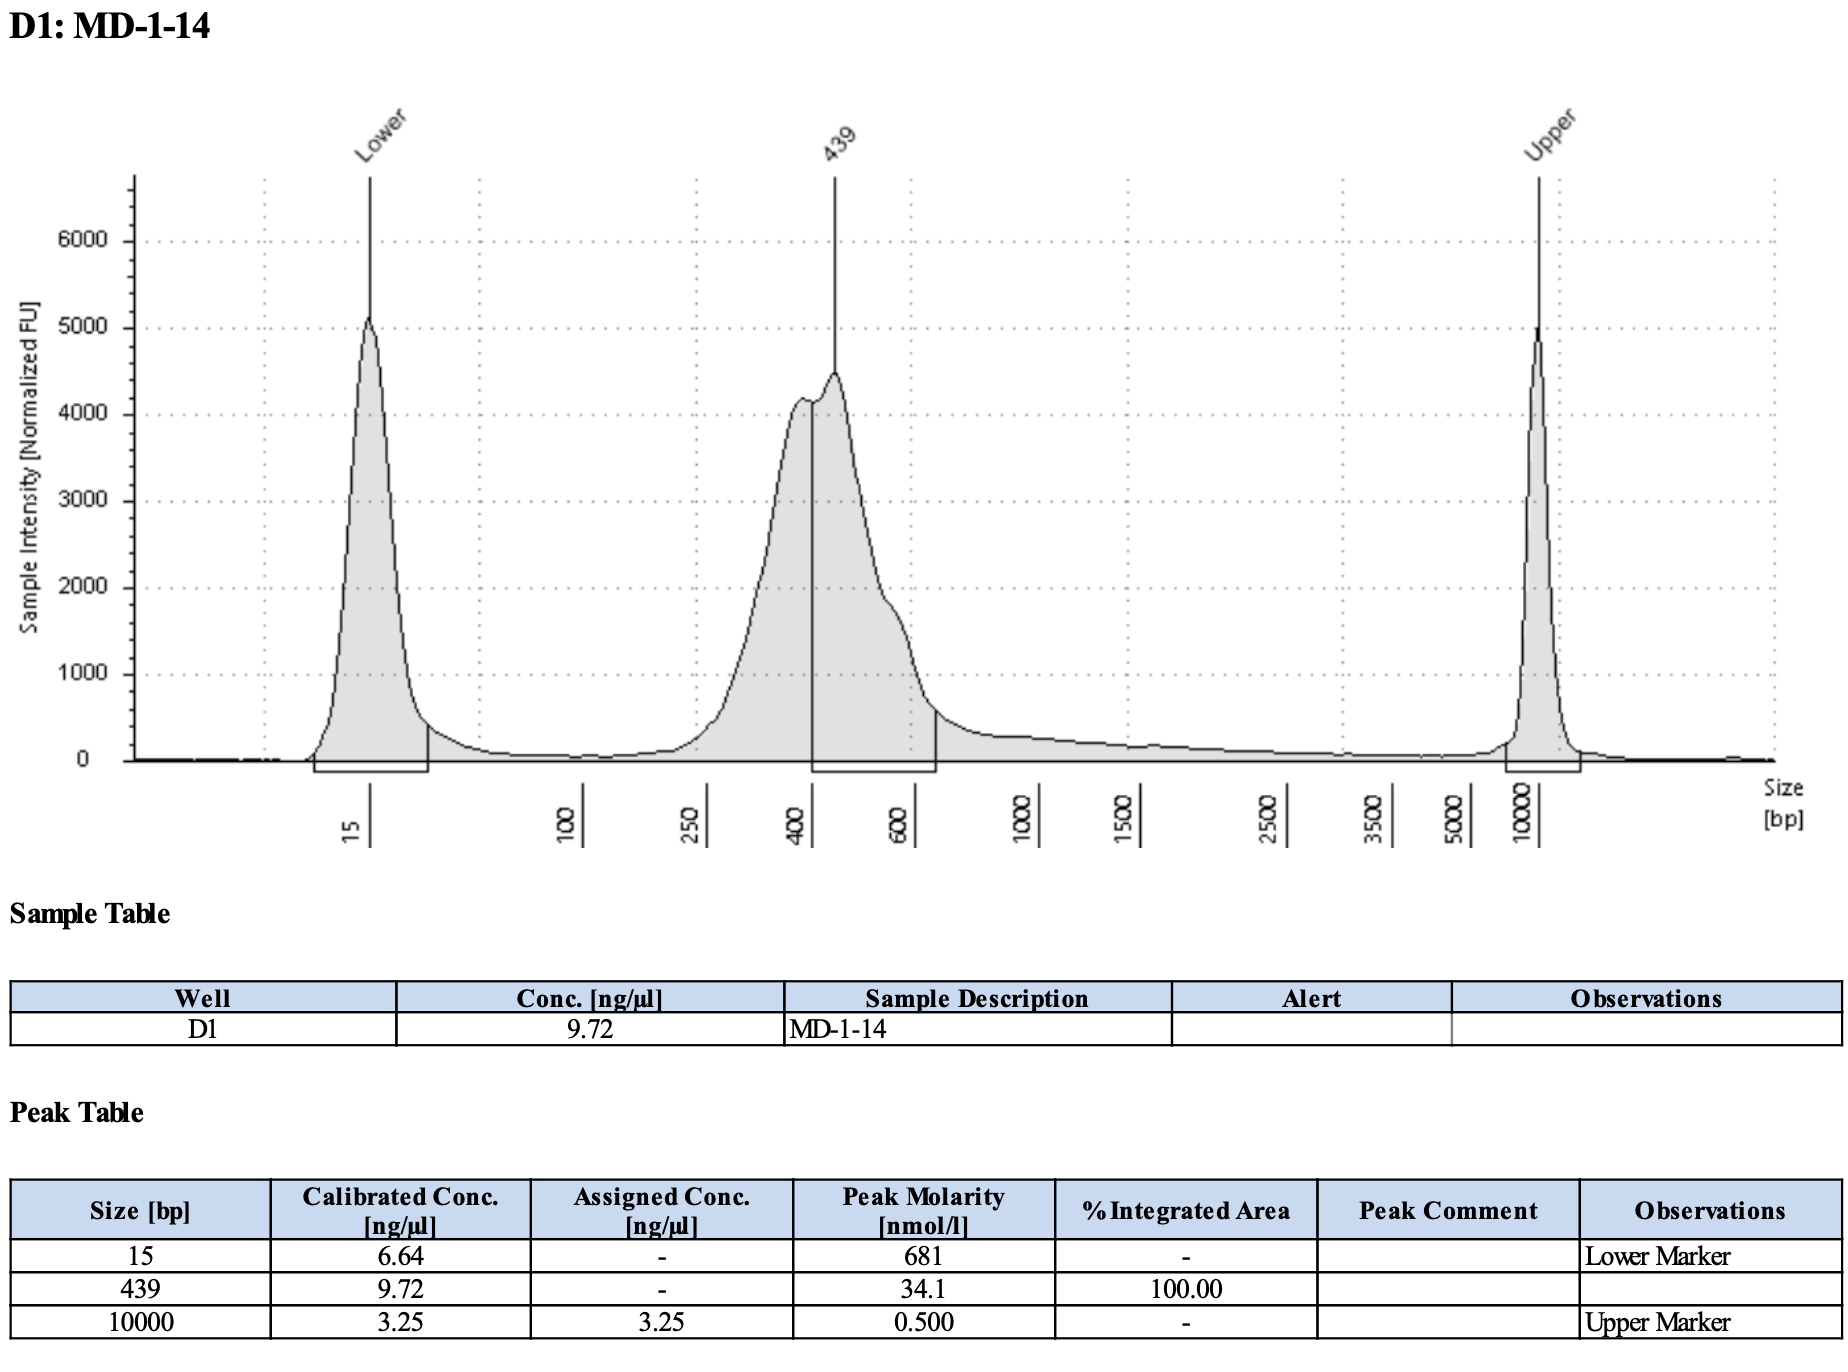 D1: MD-1-14
Lower
439
Upper
Sample Intensity [Normalized FU]
6000
5000
4000
3000
2000
1000
0
15
100
250
400
600
1000
1500
2500
3500
5000
10000
Size
[bp]
Sample Table
Well Conc. [ng/µl] Sample Description Alert Observations
D1 9.72 MD-1-14
Peak Table
Size [bp] Calibrated Conc. [ng/µl] Assigned Conc. [ng/µl] Peak Molarity [nmol/l] % Integrated Area Peak Comment Observations
15 6.64 - 681 - Lower Marker
439 9.72 - 34.1 100.00
10000 3.25 3.25 0.500 - Upper Marker